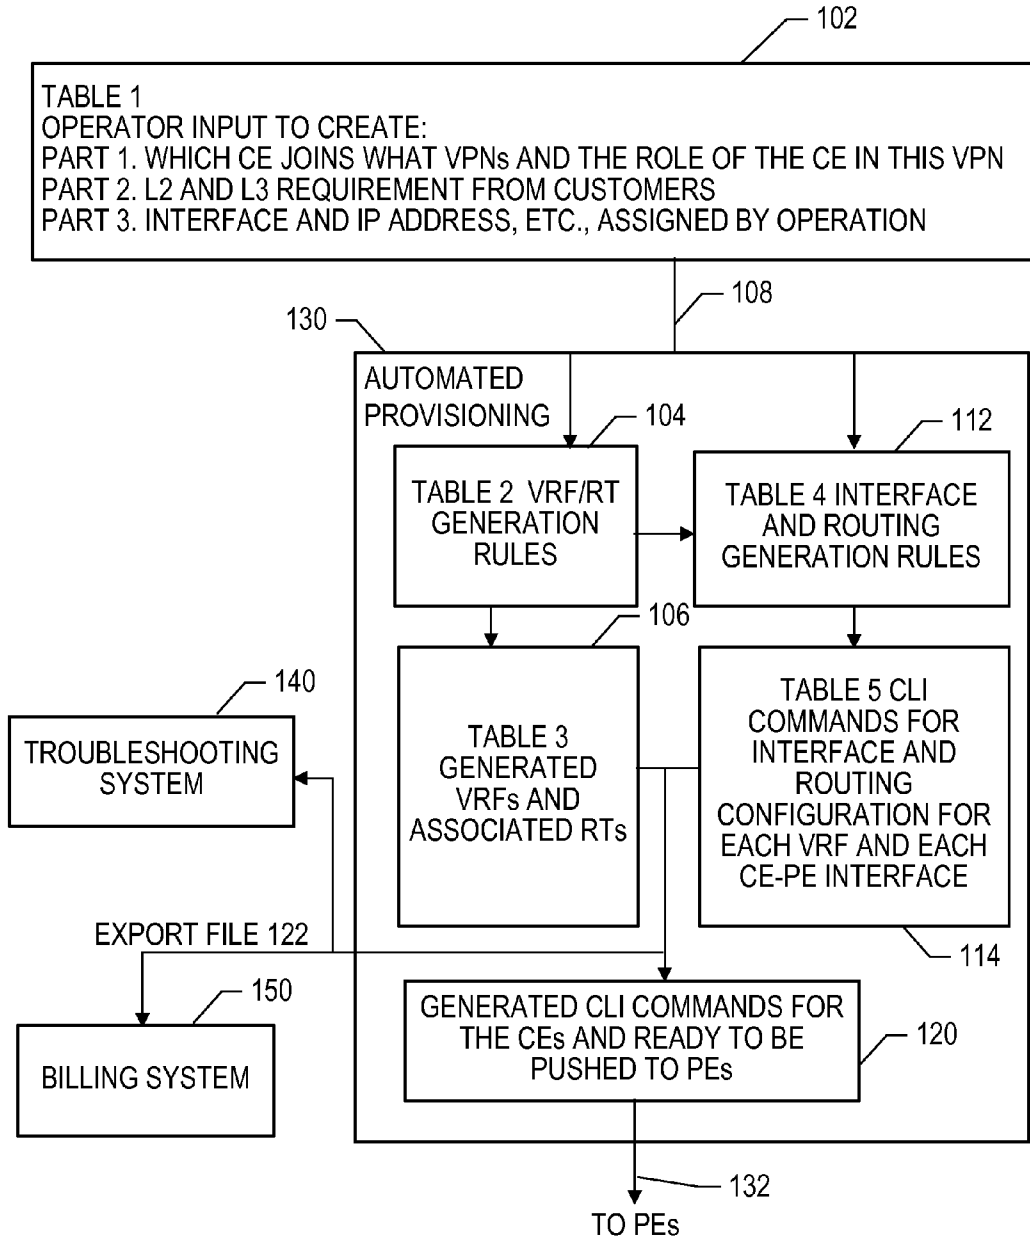 102
TABLE 1
OPERATOR INPUT TO CREATE:
PART 1. WHICH CE JOINS WHAT VPNs AND THE ROLE OF THE CE IN THIS VPN
PART 2. L2 AND L3 REQUIREMENT FROM CUSTOMERS
PART 3. INTERFACE AND IP ADDRESS, ETC., ASSIGNED BY OPERATION
108
130
AUTOMATED
PROVISIONING
104
112
TABLE 2 VRF/RT
GENERATION
RULES
TABLE 4 INTERFACE
AND ROUTING
GENERATION RULES
106
TABLE 3
GENERATED
VRFs AND
ASSOCIATED RTs
TABLE 5 CLI
COMMANDS FOR
INTERFACE AND
ROUTING
CONFIGURATION FOR
EACH VRF AND EACH
CE-PE INTERFACE
140
TROUBLESHOOTING
SYSTEM
EXPORT FILE 122
114
150
BILLING SYSTEM
GENERATED CLI COMMANDS FOR
THE CEs AND READY TO BE
PUSHED TO PEs
120
132
TO PEs